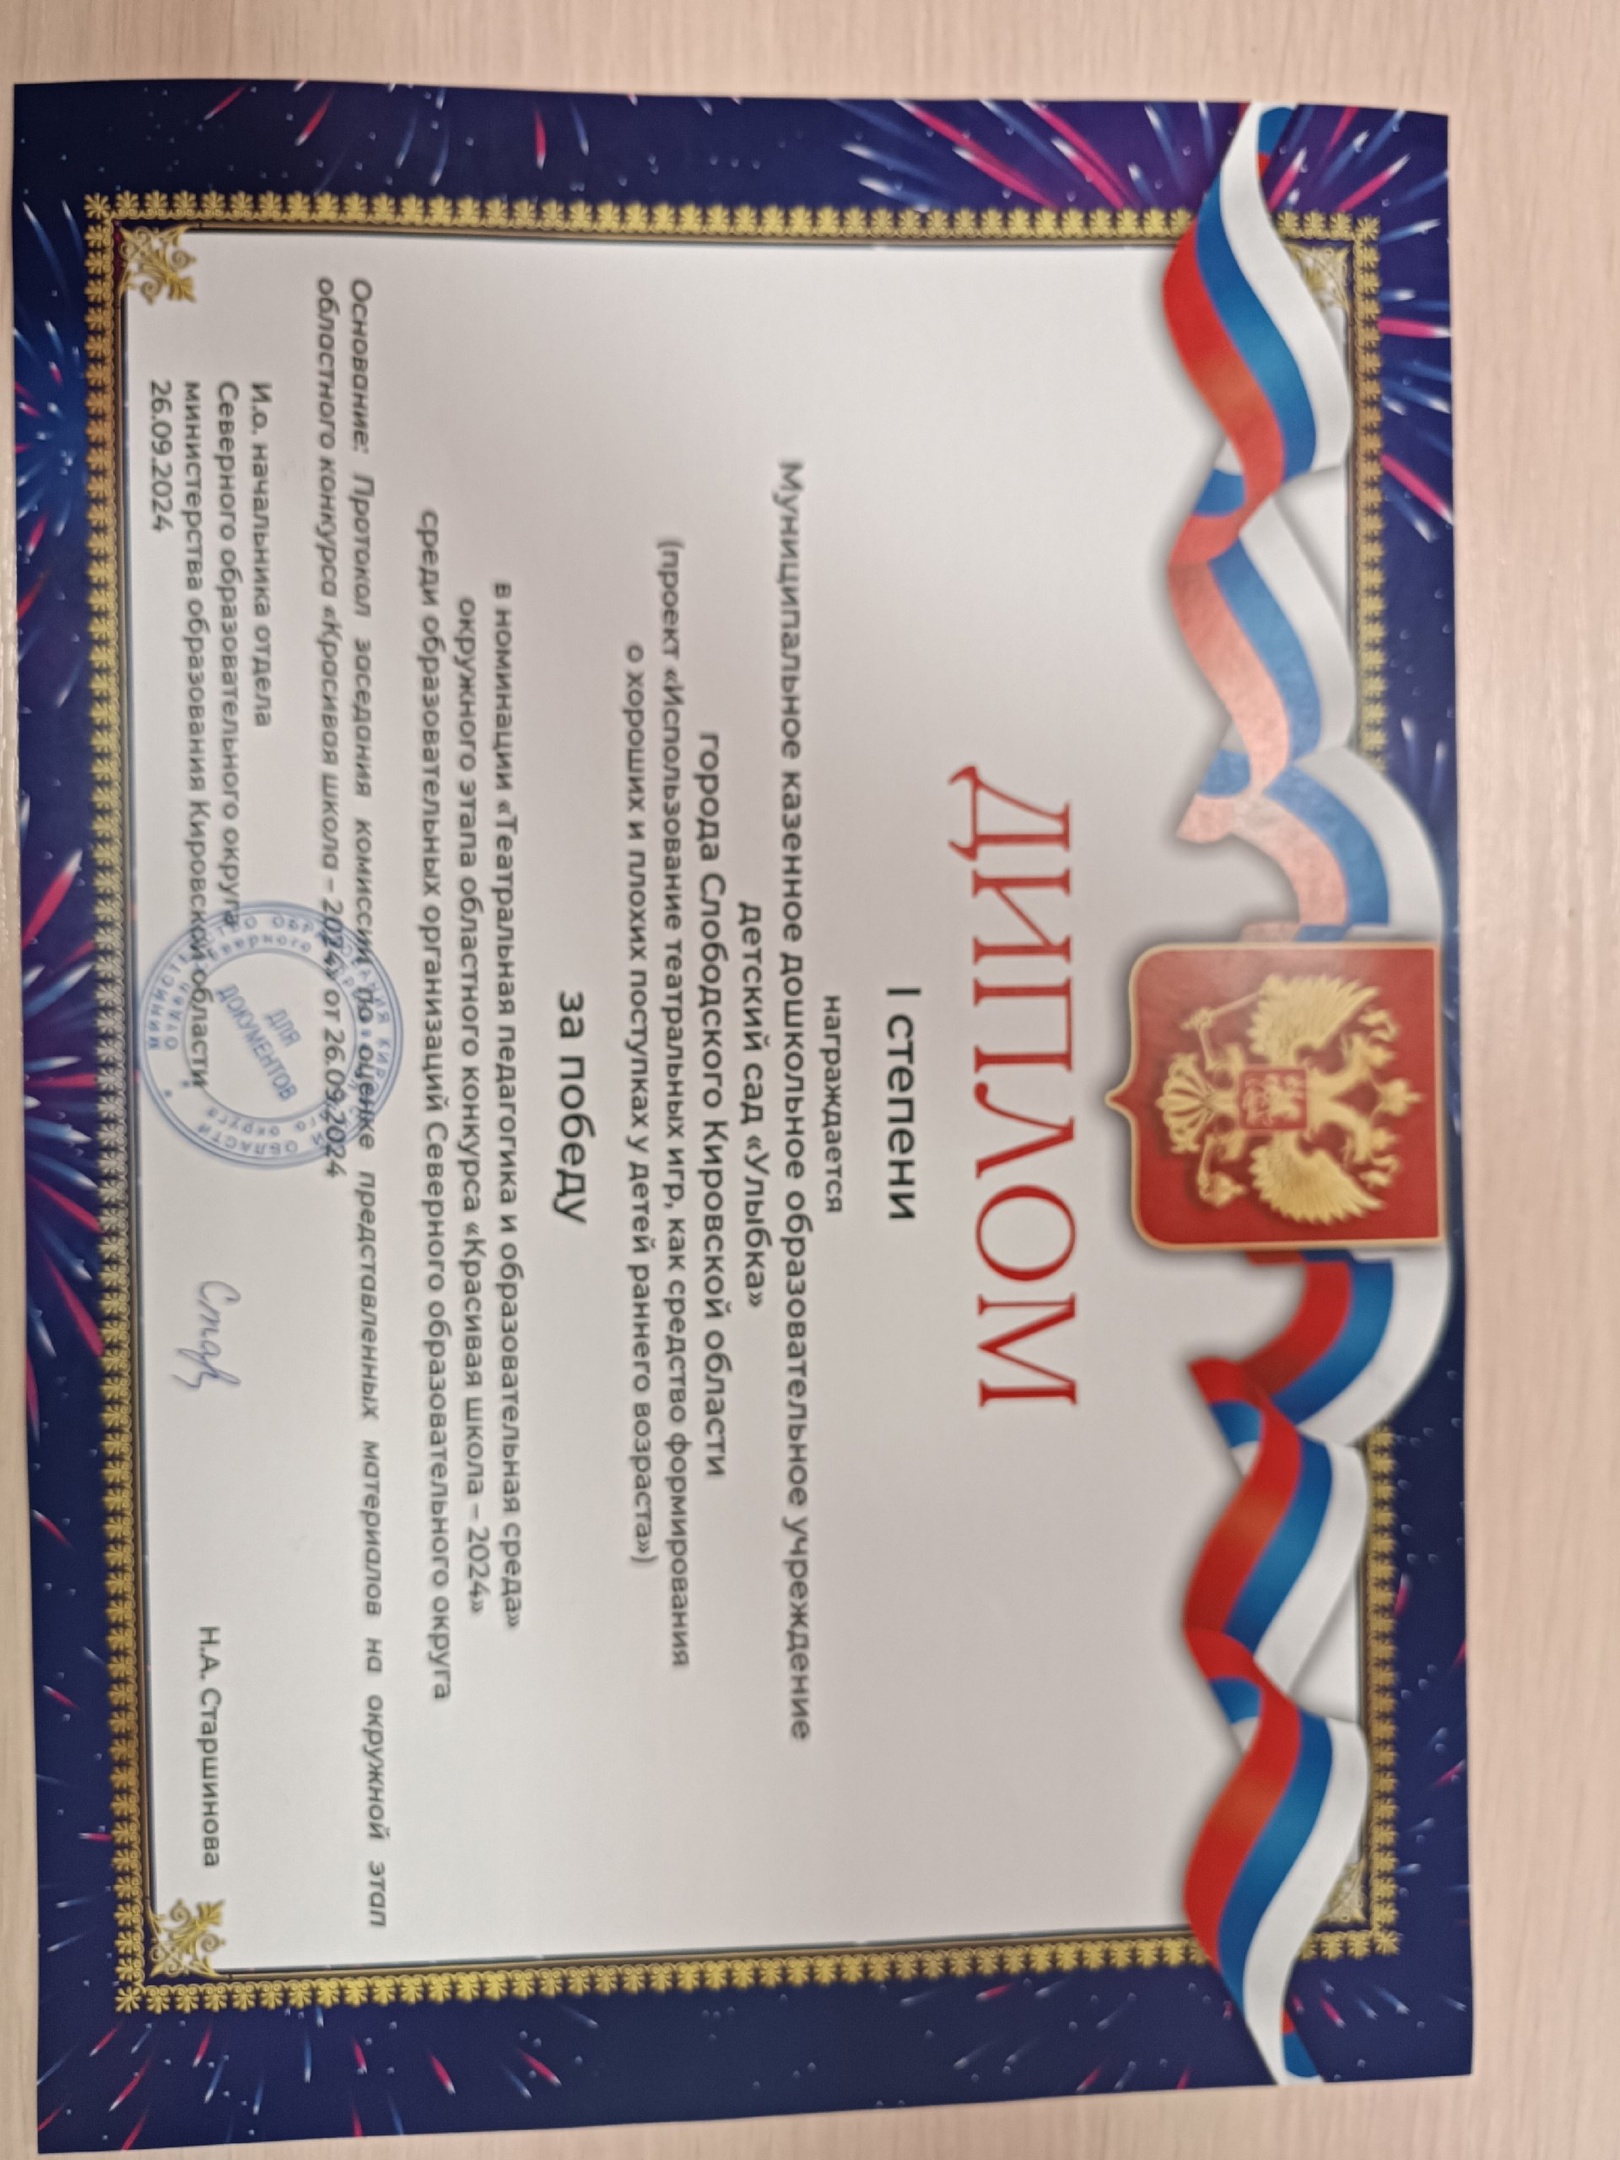 ДИПЛОМ
I степени
награждается
Муниципальное казенное дошкольное образовательное учреждение
детский сад «Улыбка»
города Слободского Кировской области
(проект «Использование театральных игр, как средство формирования
о хороших и плохих поступках у детей раннего возраста»)
за победу
в номинации «Театральная педагогика и образовательная среда»
окружного этапа областного конкурса «Красивая школа – 2024»
среди образовательных организаций Северного образовательного округа
Основание: Протокол заседания комиссии по оценке представленных материалов на окружной этап
областного конкурса «Красивая школа – 2024» от 26.09.2024
И.о. начальника отдела
Северного образовательного округа
министерства образования Кировской области
Н.А. Старшинова
26.09.2024
ДЛЯ
ДОКУМЕНТОВ